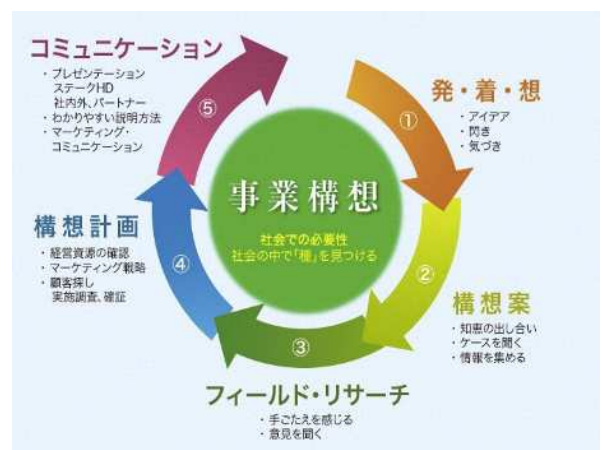 事業構想
社会での必要性
社会の中で「種」を見つける
①
発・着・想
・アイデア
・閃き
・気づき
②
構想案
・知恵の出し合い
・ケースを聞く
・情報を集める
③
フィールド・リサーチ
・手ごたえを感じる
・意見を聞く
④
構想計画
・経営資源の確認
・マーケティング戦略
・顧客探し
実施調査、確証
⑤
コミュニケーション
・プレゼンテーション
ステークHD
社内外、パートナー
・わかりやすい説明方法
・マーケティング・
コミュニケーション